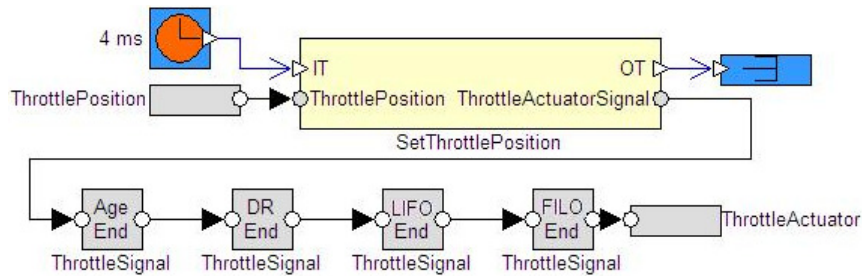 4 ms
IT
OT
ThrottlePosition
ThrottlePosition
ThrottleActuatorSignal
SetThrottlePosition
Age
End
DR
End
LIFO
End
FILO
End
ThrottleActuator
ThrottleSignal
ThrottleSignal
ThrottleSignal
ThrottleSignal